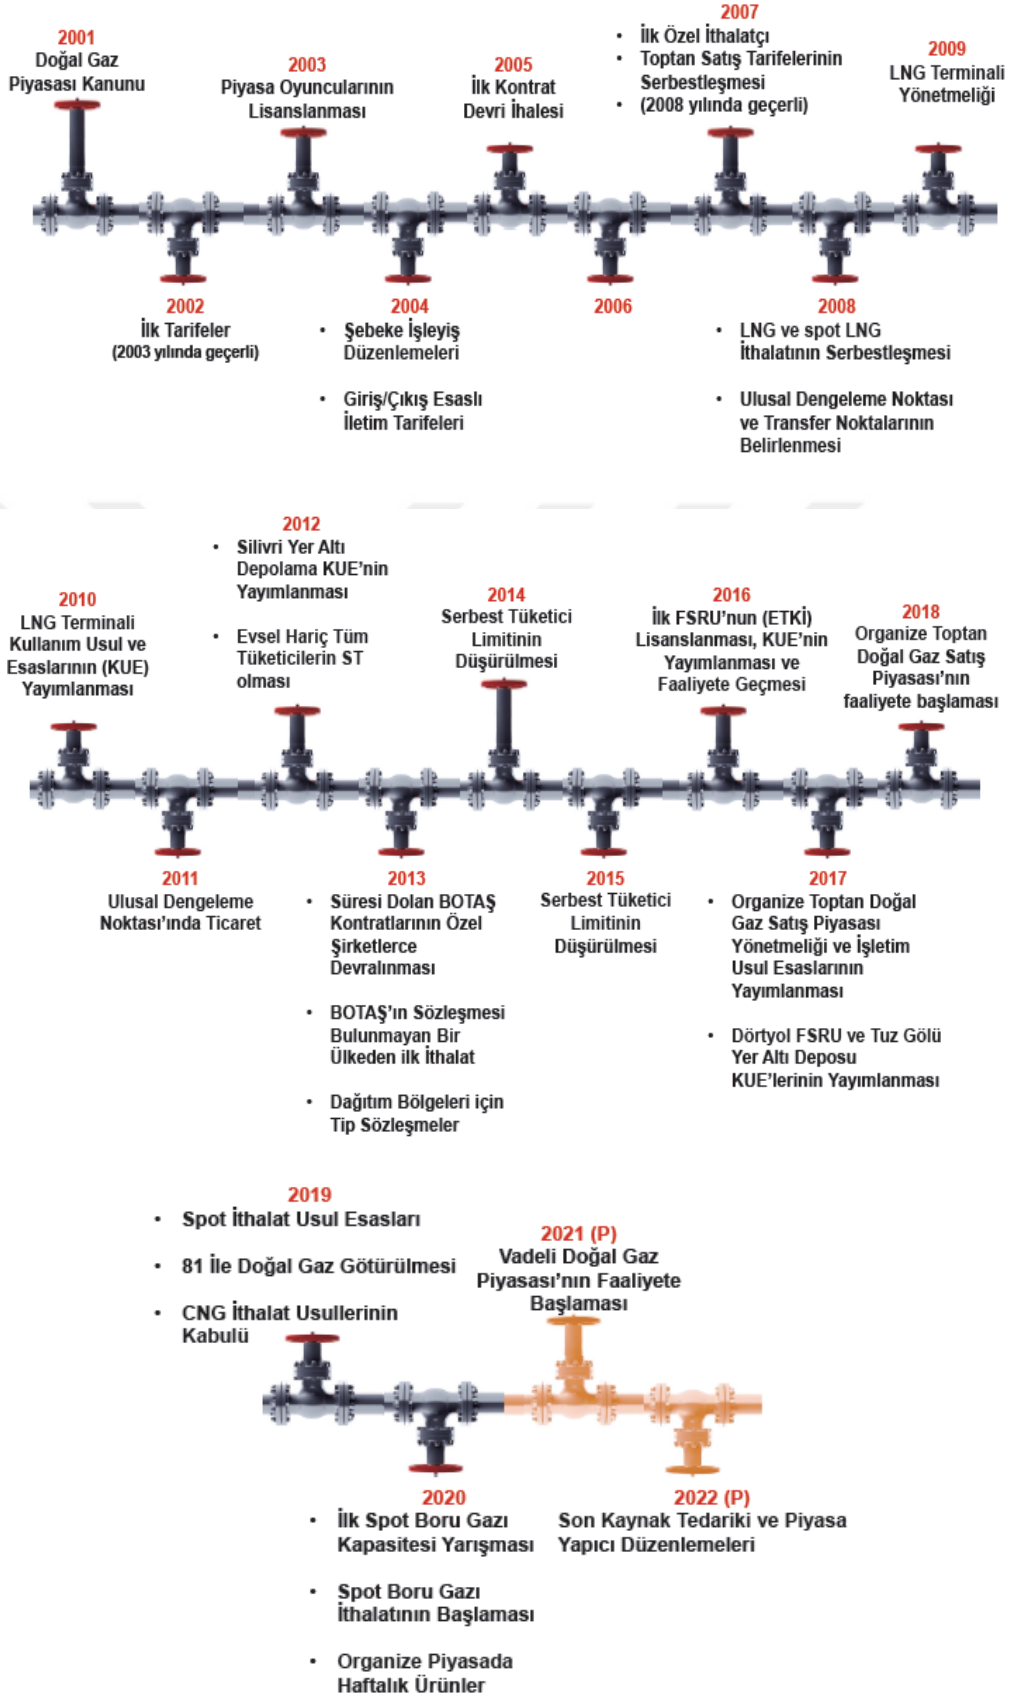 2001
Doğal Gaz
Piyasası Kanunu
2002
İlk Tarifeler
(2003 yılında geçerli)
2003
Piyasa Oyuncularının
Lisanslanması
2004
• Şebeke İşleyiş
Düzenlemeleri
• Giriş/Çıkış Esaslı
İletim Tarifeleri
2005
İlk Kontrat
Devri İhalesi
2006
2007
• İlk Özel İthalatçı
• Toptan Satış Tarifelerinin
Serbestleşmesi
• (2008 yılında geçerli)
2008
• LNG ve spot LNG
İthalatının Serbestleşmesi
• Ulusal Dengeleme Noktası
ve Transfer Noktalarının
Belirlenmesi
2009
LNG Terminali
Yönetmeliği
2010
LNG Terminali
Kullanım Usul ve
Esaslarının (KUE)
Yayımlanması
2011
Ulusal Dengeleme
Noktası'ında Ticaret
2012
• Silivri Yer Altı
Depolama KUE'nin
Yayımlanması
• Evsel Hariç Tüm
Tüketicilerin ST
olması
2013
• Süresi Dolan BOTAŞ
Kontratlarının Özel
Şirketlerce
Devralınması
• BOTAŞ'ın Sözleşmesi
Bulunmayan Bir
Ülkeden ilk İthalat
• Dağıtım Bölgeleri için
Tip Sözleşmeler
2014
Serbest Tüketici
Limitinin
Düşürülmesi
2015
Serbest Tüketici
Limitinin
Düşürülmesi
2016
İlk FSRU'nun (ETKİ)
Lisanslanması, KUE'nin
Yayımlanması ve
Faaliyete Geçmesi
2017
• Organize Toptan Doğal
Gaz Satış Piyasası
Yönetmeliği ve İşletim
Usul Esaslarının
Yayımlanması
• Dörtyol FSRU ve Tuz Gölü
Yer Altı Deposu
KUE'lerinin Yayımlanması
2018
Organize Toptan
Doğal Gaz Satış
Piyasası'nın
faaliyete başlaması
2019
• Spot İthalat Usul Esasları
• 81 İle Doğal Gaz Götürülmesi
• CNG İthalat Usullerinin
Kabulü
2020
• İlk Spot Boru Gazı
Kapasitesi Yarışması
• Spot Boru Gazı
İthalatının Başlaması
• Organize Piyasada
Haftalık Ürünler
2021 (P)
Vadeli Doğal Gaz
Piyasası'nın Faaliyete
Başlaması
2022 (P)
Son Kaynak Tedariki ve Piyasa
Yapıcı Düzenlemeleri